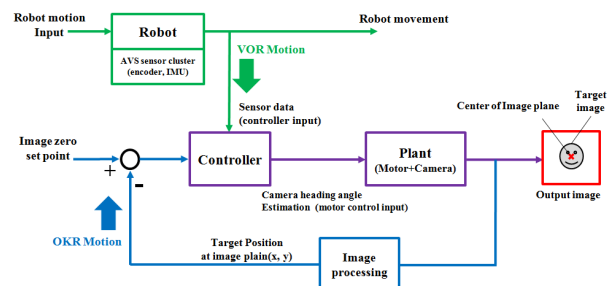 Robot motion
Input
Robot
AVS sensor cluster
(encoder, IMU)
Robot movement
VOR Motion
Sensor data
(controller input)
Target
image
Center of Image plane
Image zero
set point
+
-
Controller
Plant
(Motor+Camera)
Output image
Camera heading angle
Estimation (motor control input)
OKR Motion
Target Position
at image plain(x, y)
Image
processing